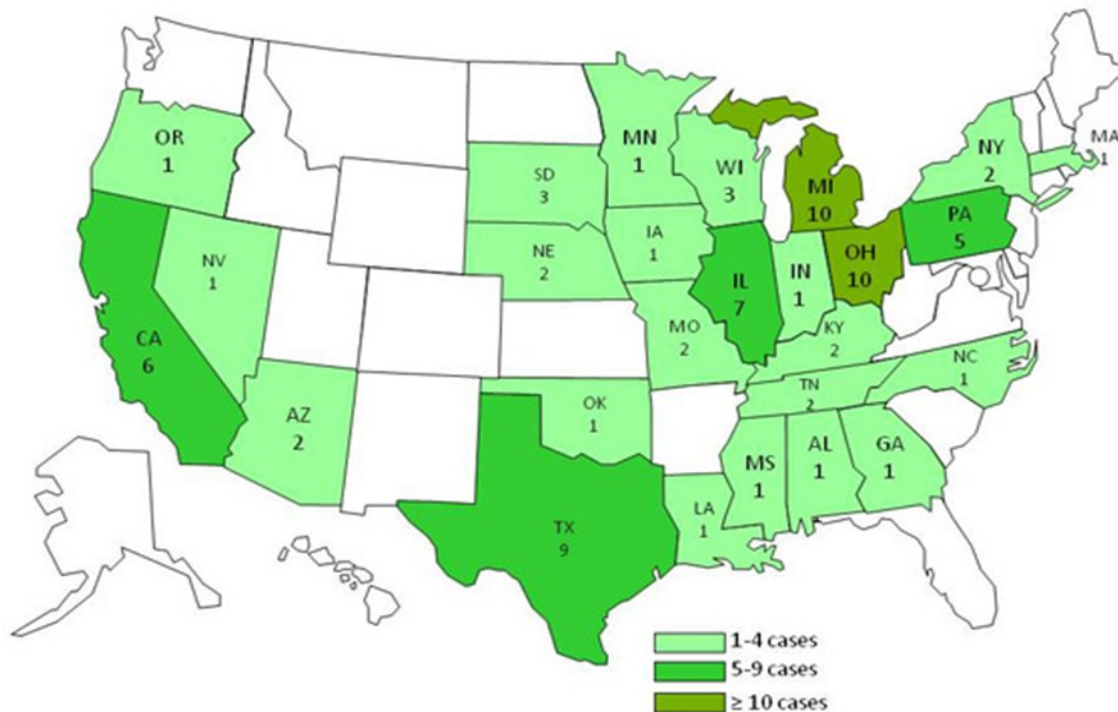 OR
1
MN
1
MA
1
NY
2
WI
3
SD
3
MI
10
PA
5
IA
1
NE
2
OH
10
NV
1
IL
7
IN
1
CA
6
MO
2
KY
2
NC
1
TN
2
AZ
2
OK
1
MS
1
AL
1
GA
1
LA
1
TX
9
1-4 cases
5-9 cases
≥ 10 cases